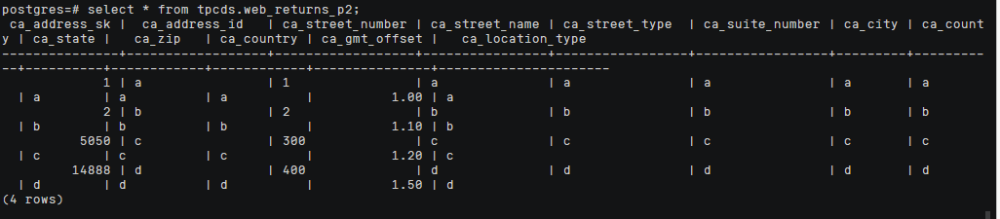 postgres=# select * from tpcds.web_returns_p2;
 ca_address_sk |  ca_address_id   | ca_street_number | ca_street_name | ca_street_type  | ca_suite_number | ca_city | ca_count
y | ca_state |   ca_zip   | ca_country | ca_gmt_offset |   ca_location_type
---------------+------------------+------------------+----------------+-----------------+-----------------+---------+---------
--+----------+------------+------------+---------------+----------------------
             1 | a                | 1                | a              | a               | a               | a       | a
  | a        | a          | a          |          1.00 | a
             2 | b                | 2                | b              | b               | b               | b       | b
  | b        | b          | b          |          1.10 | b
          5050 | c                | 300              | c              | c               | c               | c       | c
  | c        | c          | c          |          1.20 | c
         14888 | d                | 400              | d              | d               | d               | d       | d
  | d        | d          | d          |          1.50 | d
(4 rows)